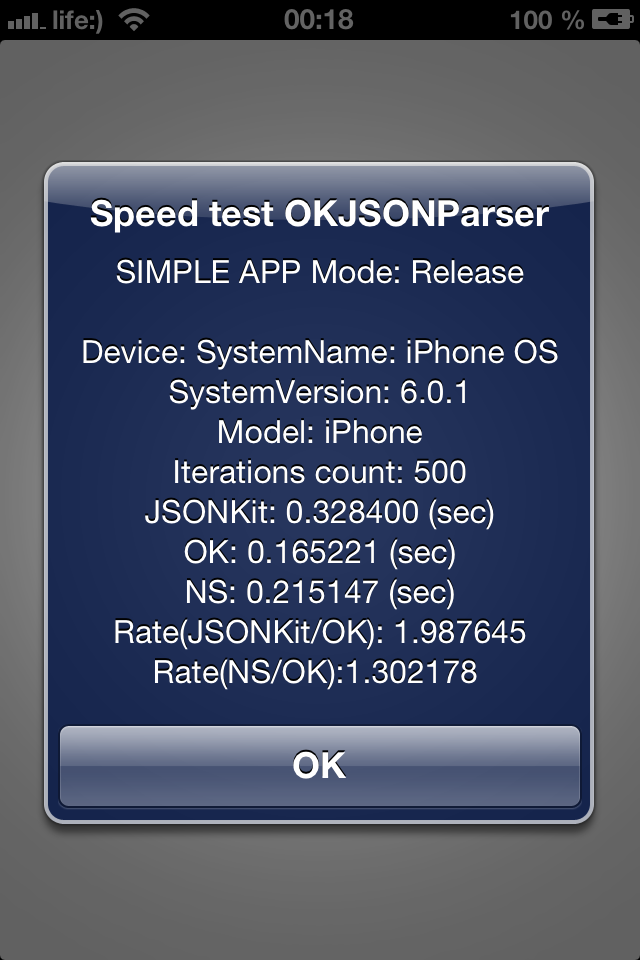 life:) 00:18 100 %
Speed test OKJSONParser
SIMPLE APP Mode: Release
Device: SystemName: iPhone OS
SystemVersion: 6.0.1
Model: iPhone
Iterations count: 500
JSONKit: 0.328400 (sec)
OK: 0.165221 (sec)
NS: 0.215147 (sec)
Rate(JSONKit/OK): 1.987645
Rate(NS/OK):1.302178
OK